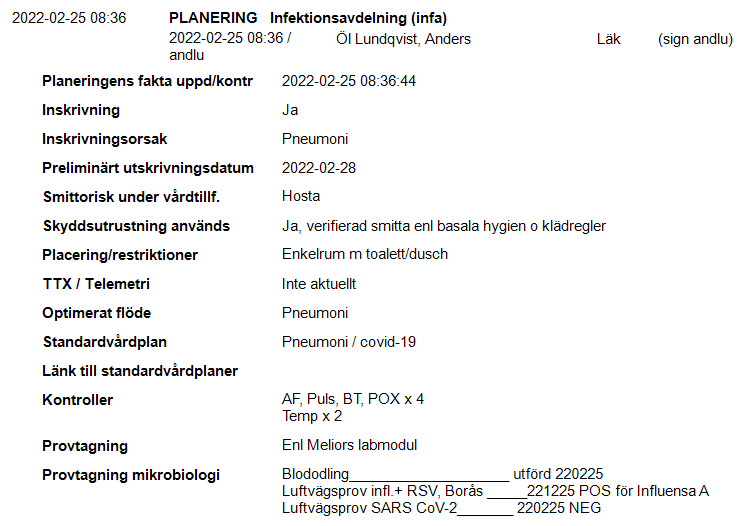 2022-02-25 08:36 PLANERING Infektionsavdelning (infa)
2022-02-25 08:36 / andlu Öl Lundqvist, Anders Läk (sign andlu)
Planeringens fakta uppd/kontr 2022-02-25 08:36:44
Inskrivning Ja
Inskrivningsorsak Pneumoni
Preliminärt utskrivningsdatum 2022-02-28
Smittorisk under vårdtillf. Hosta
Skyddsutrustning används Ja, verifierad smitta enl basala hygien o klädregler
Placering/restriktioner Enkelrum m toalett/dusch
TTX / Telemetri Inte aktuellt
Optimerat flöde Pneumoni
Standardvårdplan Pneumoni / covid-19
Länk till standardvårdplaner
Kontroller AF, Puls, BT, POX x 4
Temp x 2
Provtagning Enl Meliors labmodul
Provtagning mikrobiologi Blododling____________________ utförd 220225
Luftvägsprov infl.+ RSV, Borås _____221225 POS för Influensa A
Luftvägsprov SARS CoV-2_______ 220225 NEG